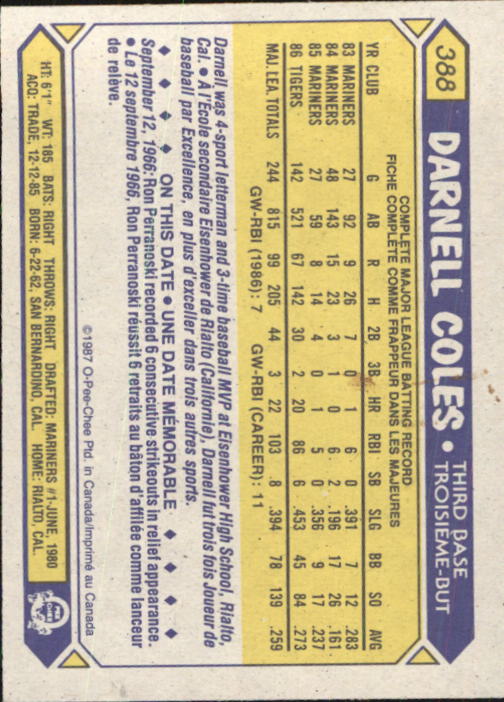 388
DARNELL COLES • THIRD BASE
TROISIEME-BUT
COMPLETE MAJOR LEAGUE BATTING RECORD
FICHE COMPLÈTE COMME FRAPPEUR DANS LES MAJEURES
YR CLUB G AB R H 2B 3B HR RBI SB SLG BB SO AVG
83 MARINERS 27 92 9 26 7 0 1 6 0 .391 7 12 .283
84 MARINERS 48 143 15 23 3 1 0 6 2 .196 17 26 .161
85 MARINERS 27 59 8 14 4 0 1 5 0 .356 9 17 .237
86 TIGERS 142 521 67 142 30 2 20 86 6 .453 45 84 .273
MAJ. LEA. TOTALS 244 815 99 205 44 3 22 103 8 .394 78 139 .259
GW-RBI (1986): 7 GW-RBI (CAREER): 11
Darnell was 4-sport letterman and 3-time baseball MVP at Eisenhower High School, Rialto,
Cal. • À l'École secondaire Eisenhower de Rialto (Californie), Darnell fut trois fois Joueur de
baseball par Excellence, en plus d'exceller dans trois autres sports.
♦ ♦ ♦ ♦ ON THIS DATE • UNE DATE MÉMORABLE ♦ ♦ ♦ ♦
September 12, 1966: Ron Perranoski recorded 6 consecutive strikeouts in relief appearance.
• Le 12 septembre 1966, Ron Perranoski réussit 6 retraits au bâton d'affilée comme lanceur
de relève.
©1987 O-Pee-Chee Ptd. in Canada/Imprimé au Canada
HT: 6'1" WT: 185 BATS: RIGHT THROWS: RIGHT DRAFTED: MARINERS #1-JUNE, 1980
ACQ: TRADE, 12-12-85 BORN: 6-22-62, SAN BERNARDINO, CAL. HOME: RIALTO, CAL.
O PEE CHEE